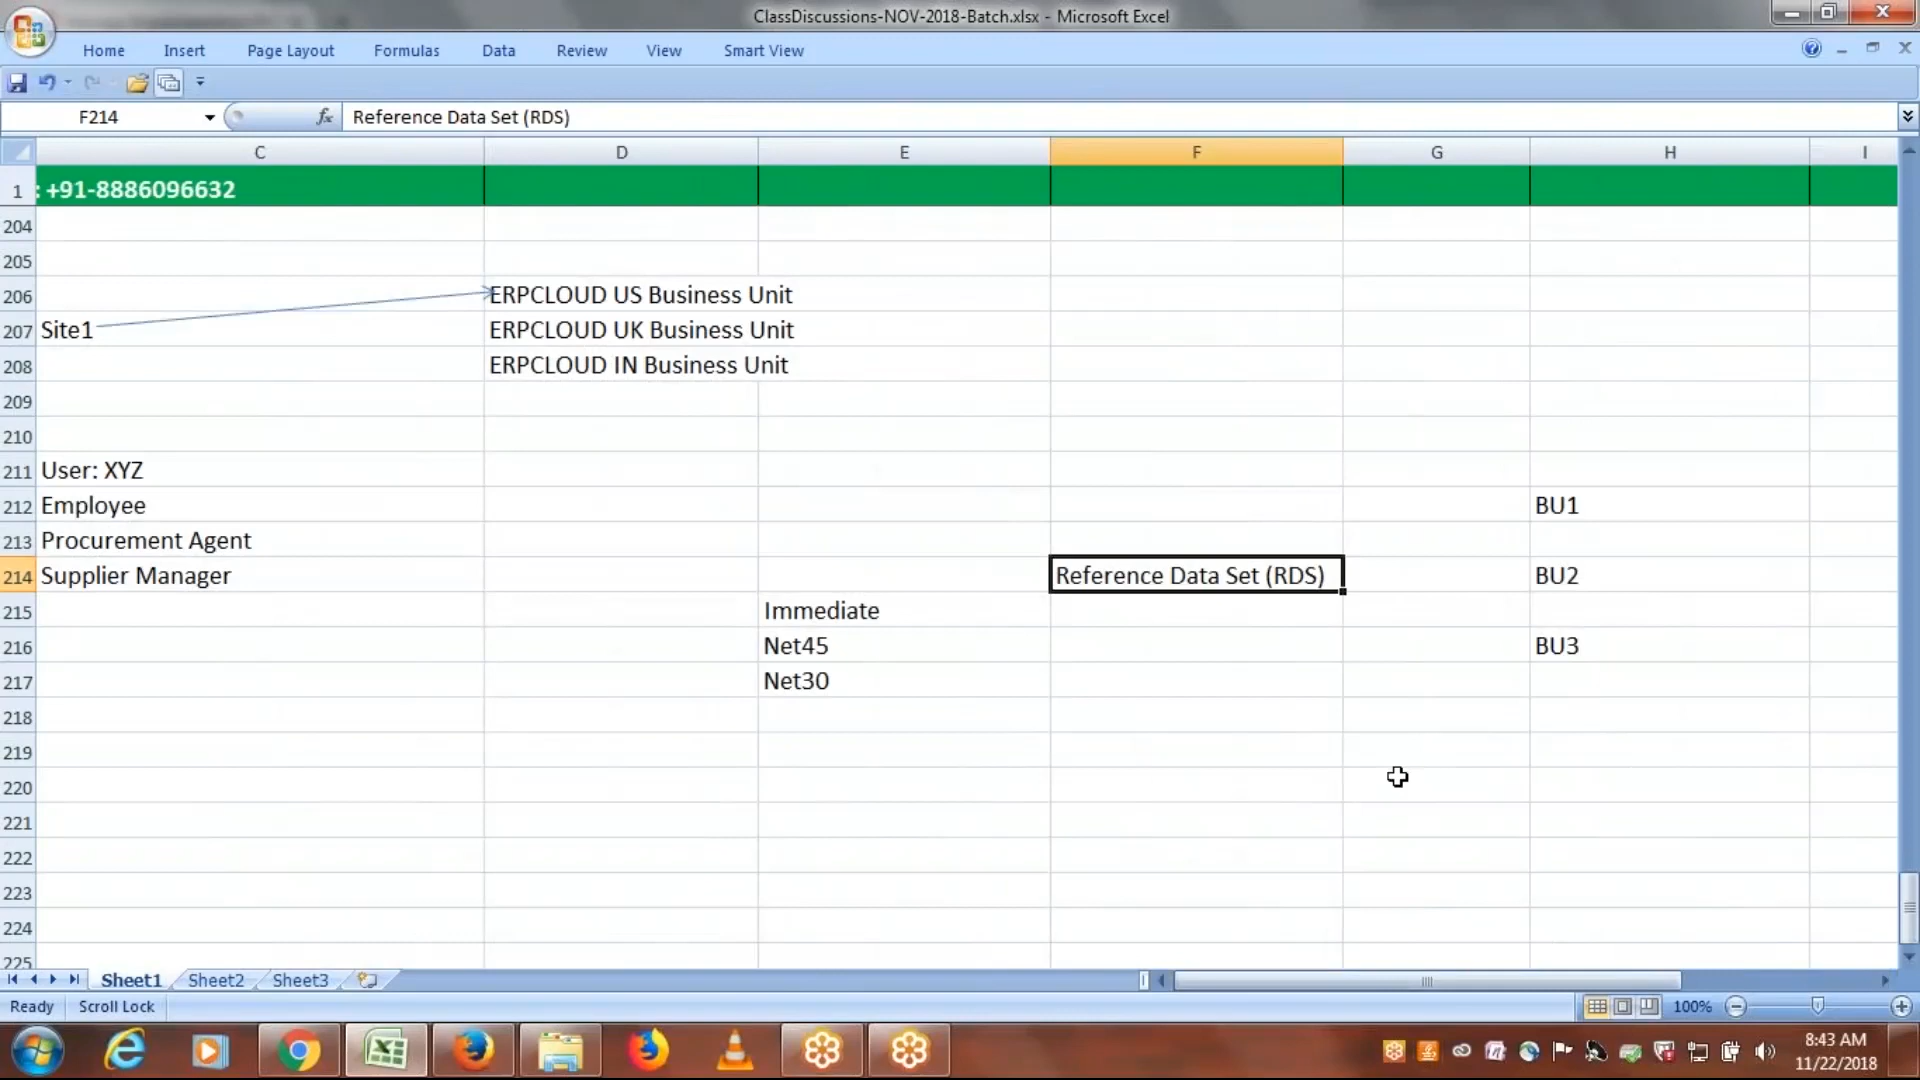 ClassDiscussions-NOV-2018-Batch.xlsx - Microsoft Excel
Home Insert Page Layout Formulas Data Review View Smart View
F214 fx Reference Data Set (RDS)
C D E F G H I
1 : +91-8886096632
204
205
206 ERPCLOUD US Business Unit
207 Site1 ERPCLOUD UK Business Unit
208 ERPCLOUD IN Business Unit
209
210
211 User: XYZ
212 Employee BU1
213 Procurement Agent
214 Supplier Manager Reference Data Set (RDS) BU2
215 Immediate
216 Net45 BU3
217 Net30
218
219
220
221
222
223
224
225
Sheet1 Sheet2 Sheet3
Ready Scroll Lock 100%
8:43 AM
11/22/2018